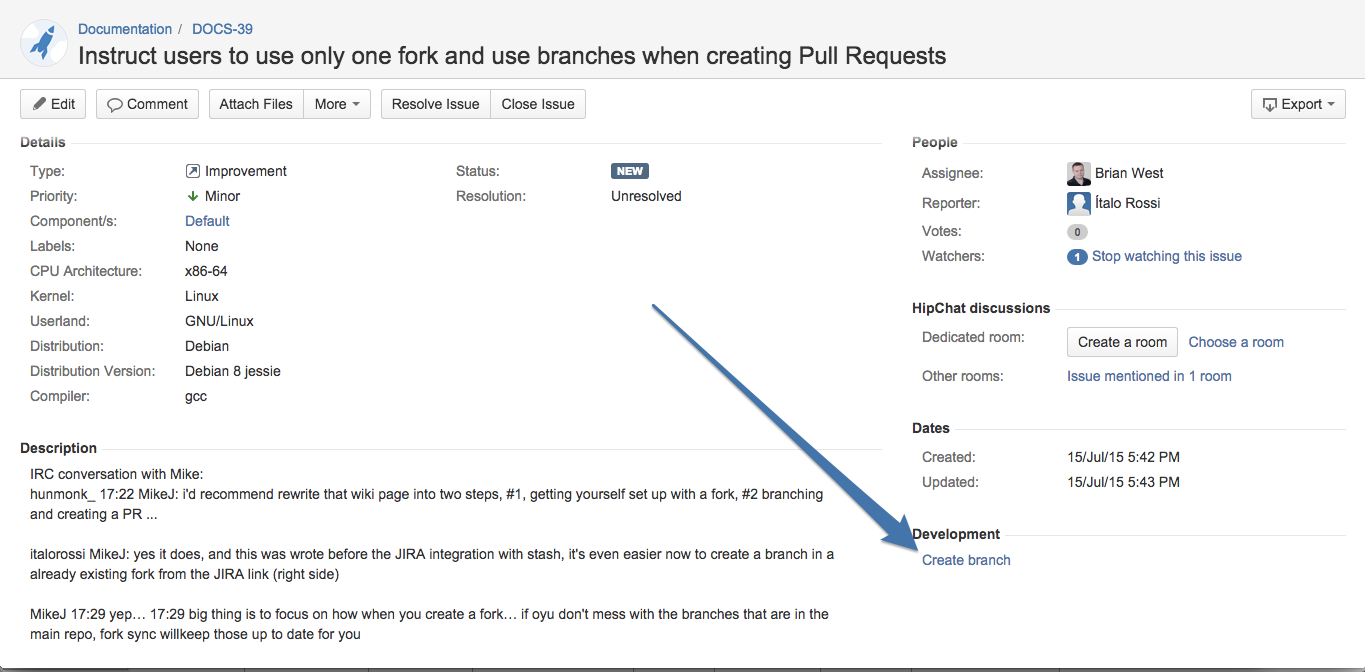 Documentation / DOCS-39
Instruct users to use only one fork and use branches when creating Pull Requests
Edit Comment Attach Files More Resolve Issue Close Issue Export
Details
Type: Improvement Status: NEW
Priority: Minor Resolution: Unresolved
Component/s: Default
Labels: None
CPU Architecture: x86-64
Kernel: Linux
Userland: GNU/Linux
Distribution: Debian
Distribution Version: Debian 8 jessie
Compiler: gcc
Description
IRC conversation with Mike:
hunmonk_ 17:22 MikeJ: i'd recommend rewrite that wiki page into two steps, #1, getting yourself set up with a fork, #2 branching
and creating a PR ...
italorossi MikeJ: yes it does, and this was wrote before the JIRA integration with stash, it's even easier now to create a branch in a
already existing fork from the JIRA link (right side)
MikeJ 17:29 yep… 17:29 big thing is to focus on how when you create a fork… if oyu don't mess with the branches that are in the
main repo, fork sync willkeep those up to date for you
People
Assignee: Brian West
Reporter: Ítalo Rossi
Votes: 0
Watchers: 1 Stop watching this issue
HipChat discussions
Dedicated room: Create a room Choose a room
Other rooms: Issue mentioned in 1 room
Dates
Created: 15/Jul/15 5:42 PM
Updated: 15/Jul/15 5:43 PM
Development
Create branch